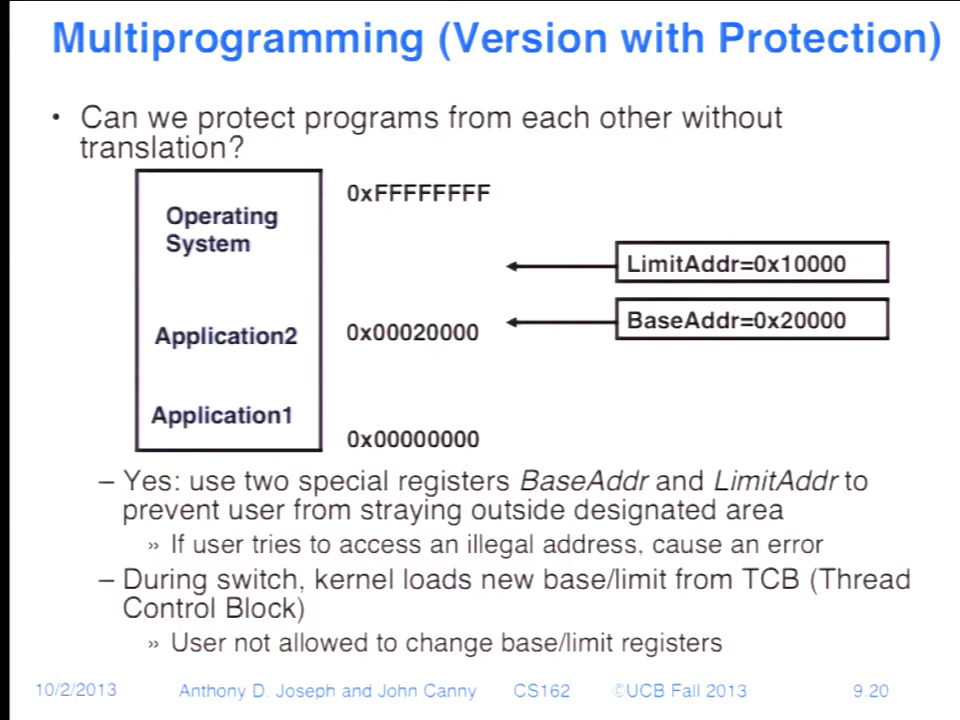 Multiprogramming (Version with Protection)
• Can we protect programs from each other without
translation?
0xFFFFFFFF
Operating
System
LimitAddr=0x10000
BaseAddr=0x20000
Application2
0x00020000
Application1
0x00000000
– Yes: use two special registers BaseAddr and LimitAddr to
prevent user from straying outside designated area
» If user tries to access an illegal address, cause an error
– During switch, kernel loads new base/limit from TCB (Thread
Control Block)
» User not allowed to change base/limit registers
10/2/2013 Anthony D. Joseph and John Canny CS162 ©UCB Fall 2013 9.20